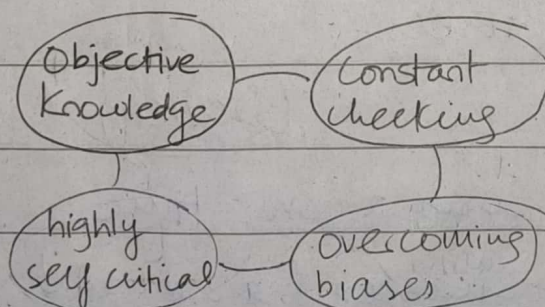 Objective
Knowledge
Constant
checking
highly
self critical
overcoming
biases